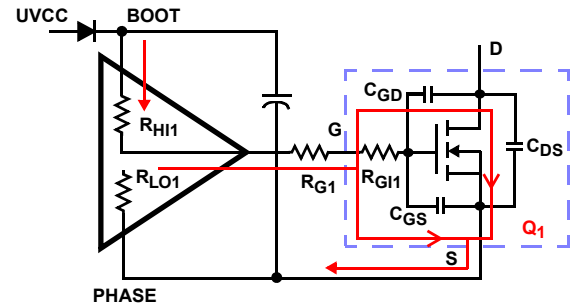 UVCC
BOOT
D
CGD
RHI1
G
CDS
RLO1
RG1
RGI1
CGS
Q1
S
PHASE